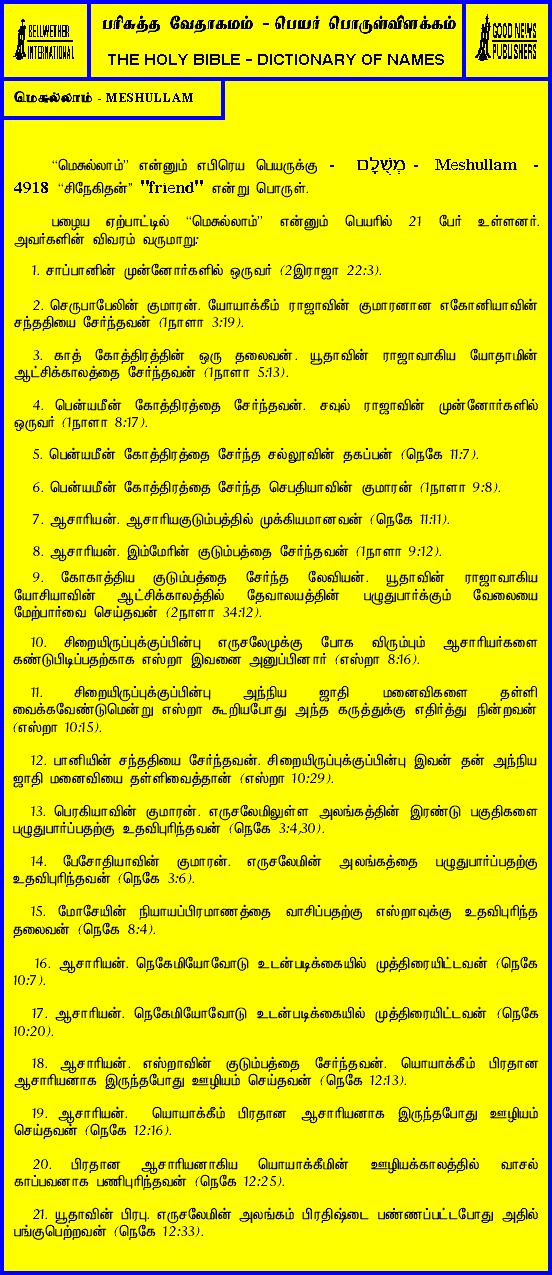 BELLWETHER
INTERNATIONAL
பரிசுத்த வேதாகமம் - பெயர் பொருள்விளக்கம்
THE HOLY BIBLE - DICTIONARY OF NAMES
GOOD NEWS
PUBLISHERS
மெசுல்லாம் - MESHULLAM
“மெசுல்லாம்” என்னும் எபிரெய பெயருக்கு - מְשֻׁלָּם - Meshullam -
4918 “சிநேகிதன்” "friend" என்று பொருள்.
பழைய ஏற்பாட்டில் “மெசுல்லாம்” என்னும் பெயரில் 21 பேர் உள்ளனர்.
அவர்களின் விவரம் வருமாறு:
1. சாப்பானின் முன்னோர்களில் ஒருவர் (2இராஜா 22:3).
2. செருபாபேலின் குமாரன். யோயாக்கீம் ராஜாவின் குமாரனான எகோனியாவின்
சந்ததியை சேர்ந்தவன் (1நாளா 3:19).
3. காத் கோத்திரத்தின் ஒரு தலைவன். யூதாவின் ராஜாவாகிய யோதாமின்
ஆட்சிக்காலத்தை சேர்ந்தவன் (1நாளா 5:13).
4. பென்யமீன் கோத்திரத்தை சேர்ந்தவன். சவுல் ராஜாவின் முன்னோர்களில்
ஒருவர் (1நாளா 8:17).
5. பென்யமீன் கோத்திரத்தை சேர்ந்த சல்லூவின் தகப்பன் (நெகே 11:7).
6. பென்யமீன் கோத்திரத்தை சேர்ந்த செபதியாவின் குமாரன் (1நாளா 9:8).
7. ஆசாரியன். ஆசாரியகுடும்பத்தில் முக்கியமானவன் (நெகே 11:11).
8. ஆசாரியன். இம்மேரின் குடும்பத்தை சேர்ந்தவன் (1நாளா 9:12).
9. கோகாத்திய குடும்பத்தை சேர்ந்த லேவியன். யூதாவின் ராஜாவாகிய
யோசியாவின் ஆட்சிக்காலத்தில் தேவாலயத்தின் பழுதுபார்க்கும் வேலையை
மேற்பார்வை செய்தவன் (2நாளா 34:12).
10. சிறையிருப்புக்குப்பின்பு எருசலேமுக்கு போக விரும்பும் ஆசாரியர்களை
கண்டுபிடிப்பதற்காக எஸ்றா இவனை அனுப்பினார் (எஸ்றா 8:16).
11. சிறையிருப்புக்குப்பின்பு அந்நிய ஜாதி மனைவிகளை தள்ளி
வைக்கவேண்டுமென்று எஸ்றா கூறியபோது அந்த கருத்துக்கு எதிர்த்து நின்றவன்
(எஸ்றா 10:15).
12. பானியின் சந்ததியை சேர்ந்தவன். சிறையிருப்புக்குப்பின்பு இவன் தன் அந்நிய
ஜாதி மனைவியை தள்ளிவைத்தான் (எஸ்றா 10:29).
13. பெரகியாவின் குமாரன். எருசலேமிலுள்ள அலங்கத்தின் இரண்டு பகுதிகளை
பழுதுபார்ப்பதற்கு உதவிபுரிந்தவன் (நெகே 3:4,30).
14. பேசோதியாவின் குமாரன். எருசலேமின் அலங்கத்தை பழுதுபார்ப்பதற்கு
உதவிபுரிந்தவன் (நெகே 3:6).
15. மோசேயின் நியாயப்பிரமாணத்தை வாசிப்பதற்கு எஸ்றாவுக்கு உதவிபுரிந்த
தலைவன் (நெகே 8:4).
16. ஆசாரியன். நெகேமியோவோடு உடன்படிக்கையில் முத்திரையிட்டவன் (நெகே
10:7).
17. ஆசாரியன். நெகேமியோவோடு உடன்படிக்கையில் முத்திரையிட்டவன் (நெகே
10:20).
18. ஆசாரியன். எஸ்றாவின் குடும்பத்தை சேர்ந்தவன். யொயாக்கீம் பிரதான
ஆசாரியனாக இருந்தபோது ஊழியம் செய்தவன் (நெகே 12:13).
19. ஆசாரியன். யொயாக்கீம் பிரதான ஆசாரியனாக இருந்தபோது ஊழியம்
செய்தவன் (நெகே 12:16).
20. பிரதான ஆசாரியனாகிய யொயாக்கீமின் ஊழியக்காலத்தில் வாசல்
காப்பவனாக பணிபுரிந்தவன் (நெகே 12:25).
21. யூதாவின் பிரபு. எருசலேமின் அலங்கம் பிரதிஷ்டை பண்ணப்பட்டபோது அதில்
பங்குபெற்றவன் (நெகே 12:33).